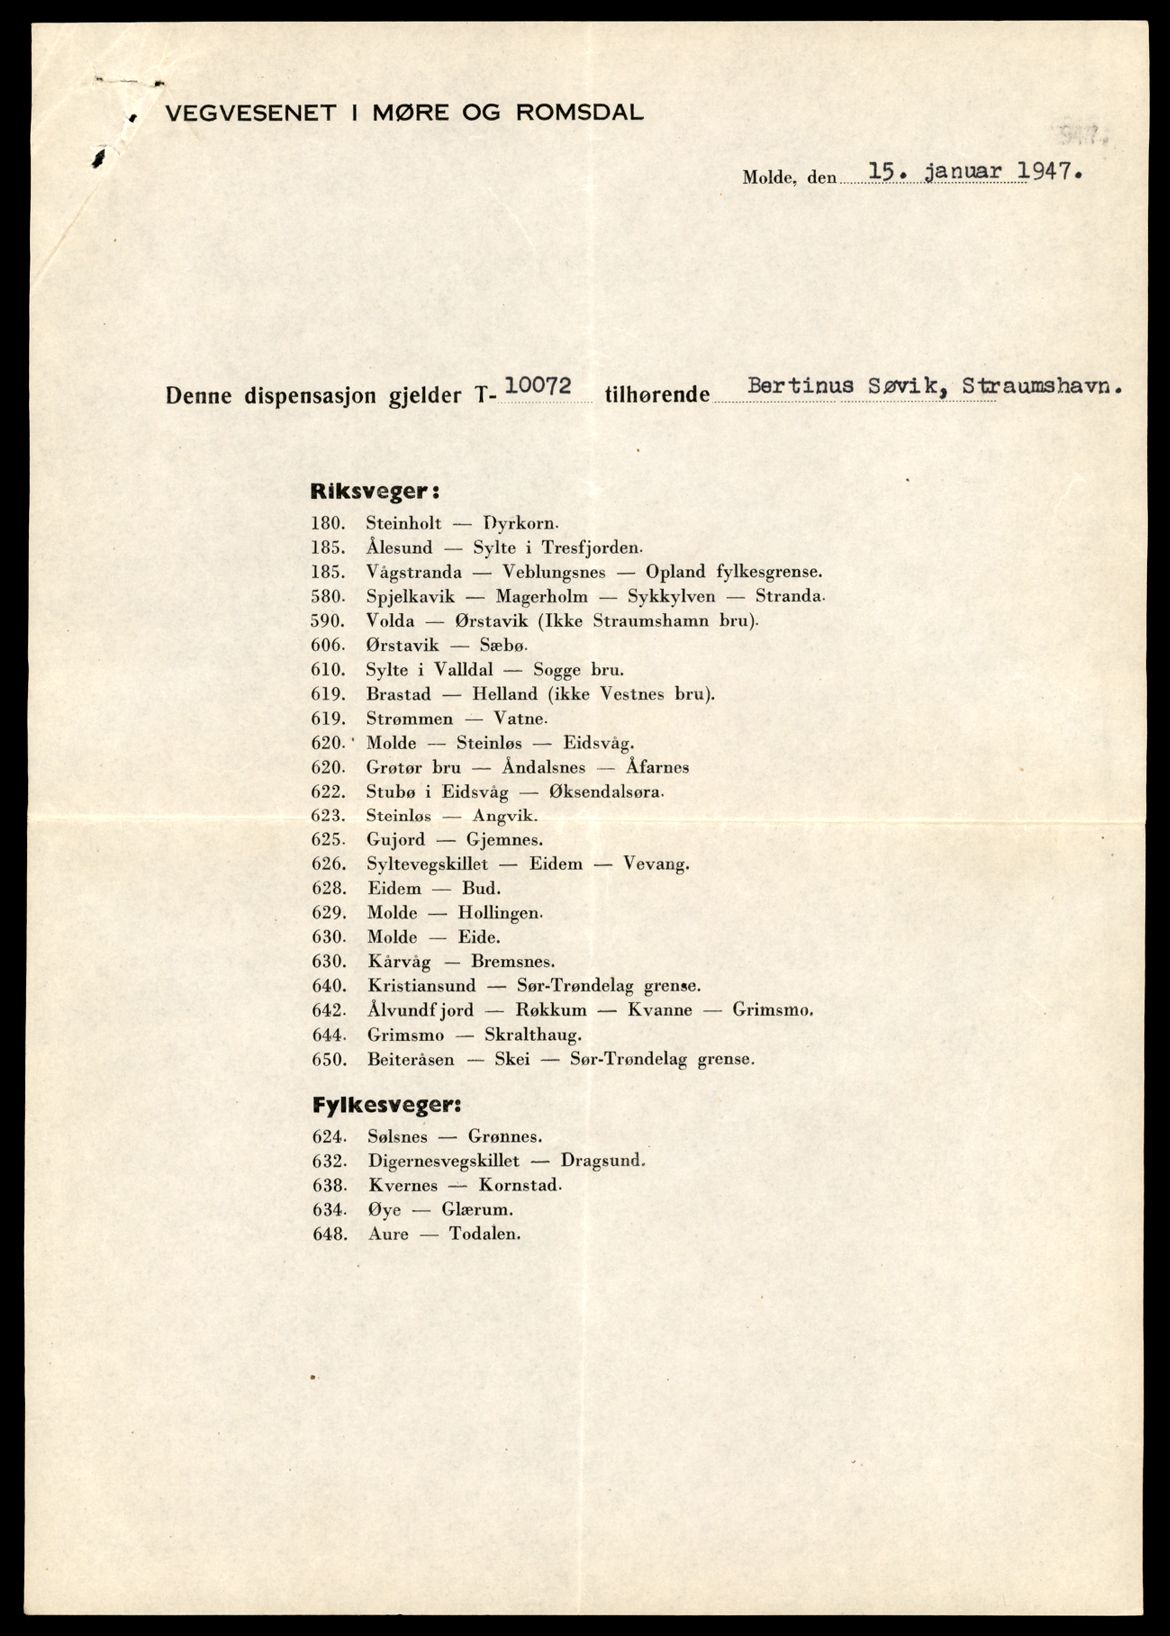 VEGVESENET I MØRE OG ROMSDAL
947.
Molde, den 15. januar 1947.
Denne dispensasjon gjelder T- 10072 tilhørende Bertinus Søvik, Straumshavn.
Riksveger:
180. Steinholt — Dyrkorn.
185. Ålesund — Sylte i Tresfjorden.
185. Vågstranda — Veblungsnes — Opland fylkesgrense.
580. Spjelkavik — Magerholm — Sykkylven — Stranda.
590. Volda — Ørstavik (Ikke Straumshamn bru).
606. Ørstavik — Sæbø.
610. Sylte i Valldal — Sogge bru.
619. Brastad — Helland (ikke Vestnes bru).
619. Strømmen — Vatne.
620. Molde — Steinløs — Eidsvåg.
620. Grøtør bru — Åndalsnes — Åfarnes
622. Stubø i Eidsvåg — Øksendalsøra.
623. Steinløs — Angvik.
625. Gujord — Gjemnes.
626. Syltevegskillet — Eidem — Vevang.
628. Eidem — Bud.
629. Molde — Hollingen.
630. Molde — Eide.
630. Kårvåg — Bremsnes.
640. Kristiansund — Sør-Trøndelag grense.
642. Ålvundfjord — Røkkum — Kvanne — Grimsmo.
644. Grimsmo — Skralthaug.
650. Beiteråsen — Skei — Sør-Trøndelag grense.
Fylkesveger:
624. Sølsnes — Grønnes.
632. Digernesvegskillet — Dragsund.
638. Kvernes — Kornstad.
634. Øye — Glærum.
648. Aure — Todalen.